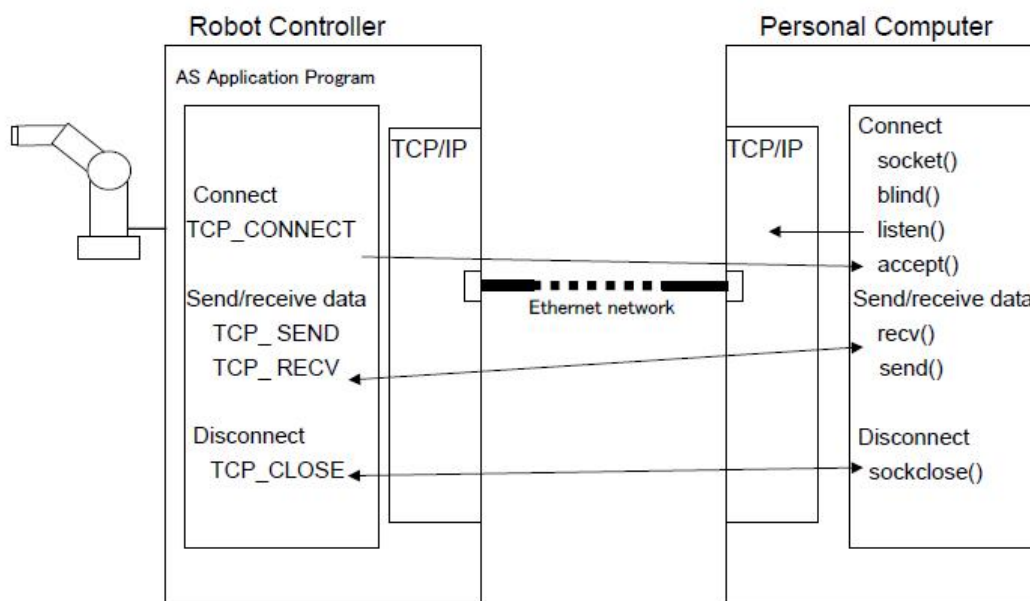 Robot Controller
Personal Computer
AS Application Program
TCP/IP
Connect
TCP_CONNECT
Send/receive data
TCP_ SEND
TCP_ RECV
Disconnect
TCP_CLOSE
Ethernet network
TCP/IP
Connect
socket()
blind()
listen()
accept()
Send/receive data
recv()
send()
Disconnect
sockclose()